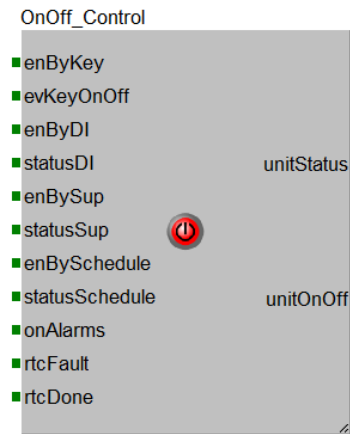 OnOff_Control
enByKey
evKeyOnOff
enByDI
statusDI
unitStatus
enBySup
statusSup
enBySchedule
statusSchedule
unitOnOff
onAlarms
rtcFault
rtcDone